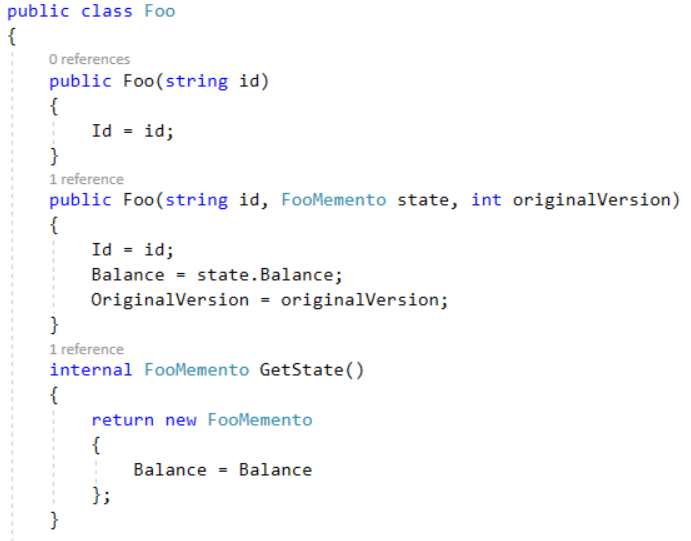 public class Foo
{
0 references
public Foo(string id)
{
Id = id;
}
1 reference
public Foo(string id, FooMemento state, int originalVersion)
{
Id = id;
Balance = state.Balance;
OriginalVersion = originalVersion;
}
1 reference
internal FooMemento GetState()
{
return new FooMemento
{
Balance = Balance
};
}